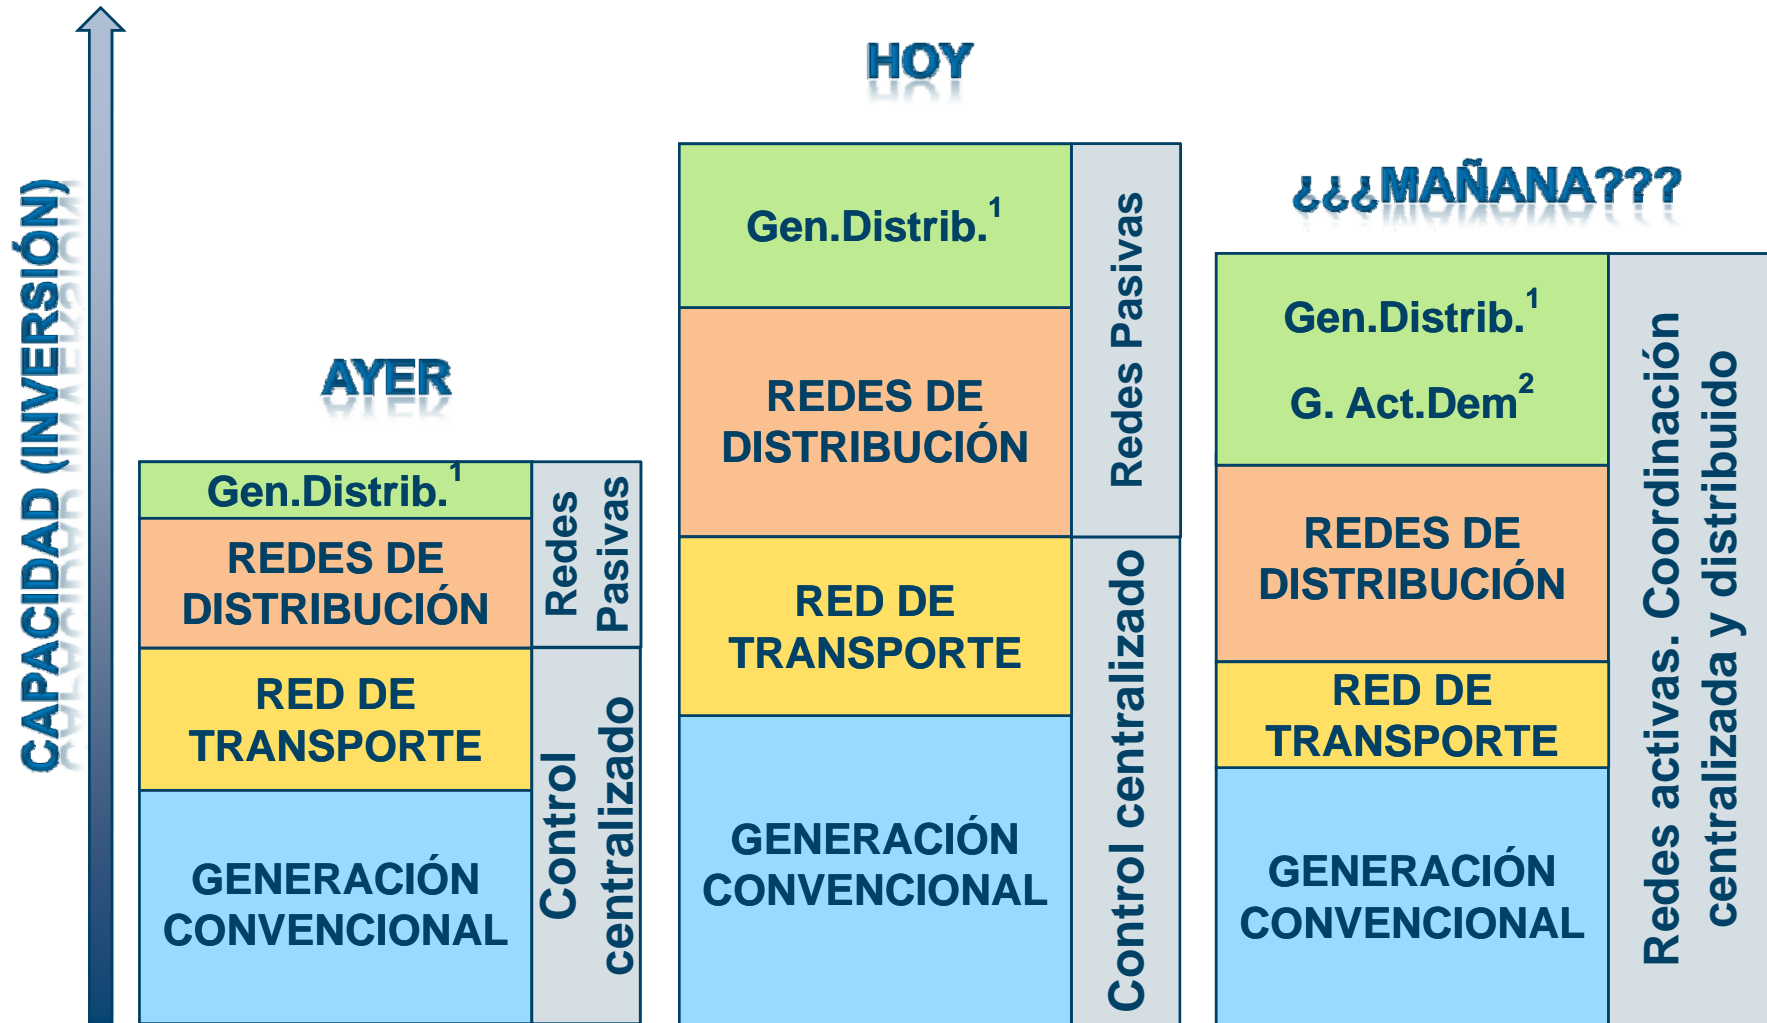 CAPACIDAD (INVERSIÓN)
AYER
Gen.Distrib.1
REDES DE
DISTRIBUCIÓN
RED DE
TRANSPORTE
GENERACIÓN
CONVENCIONAL
Redes
Pasivas
Control
centralizado
HOY
Gen.Distrib.1
REDES DE
DISTRIBUCIÓN
RED DE
TRANSPORTE
GENERACIÓN
CONVENCIONAL
Redes Pasivas
Control centralizado
¿¿¿MAÑANA???
Gen.Distrib.1
G. Act.Dem2
REDES DE
DISTRIBUCIÓN
RED DE
TRANSPORTE
GENERACIÓN
CONVENCIONAL
Redes activas. Coordinación
centralizada y distribuido